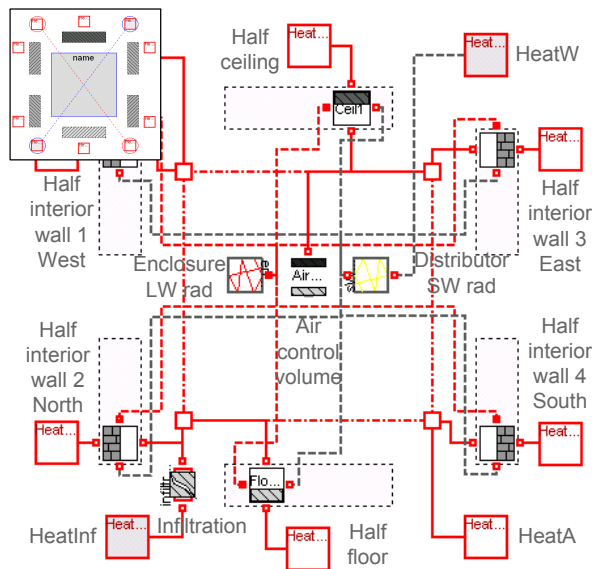 name
Half
ceiling
Heat...
Heat...
HeatW
Ceil1
Heat...
Half
interior
wall 1
West
Half
interior
wall 3
East
Enclosure
LW rad
Air...
Distributor
SW rad
Air
control
volume
Half
interior
wall 2
North
Half
interior
wall 4
South
Heat...
Heat...
infiltr
Infiltration
Flo...
HeatInf
Heat...
Heat...
Half
floor
Heat...
HeatA